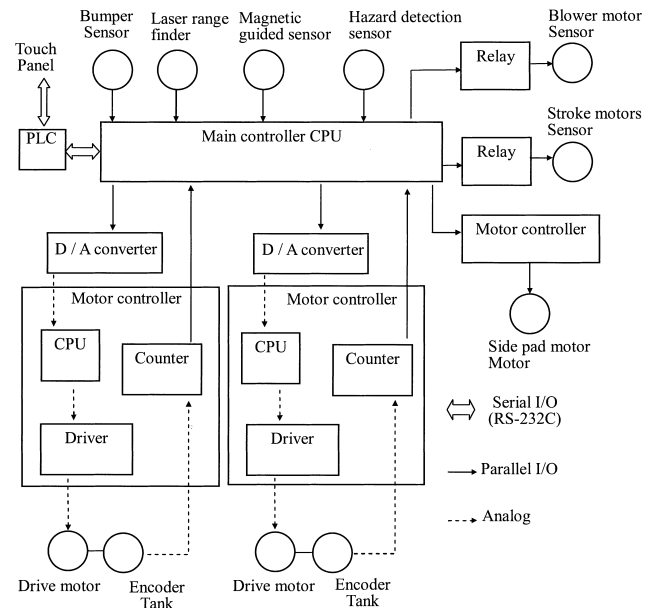 Touch
Panel
Bumper
Sensor
Laser range
finder
Magnetic
guided sensor
Hazard detection
sensor
Blower motor
Sensor
Relay
PLC
Main controller CPU
Stroke motors
Sensor
Relay
D / A converter
D / A converter
Motor controller
Motor controller
Motor controller
CPU
Counter
CPU
Counter
Side pad motor
Motor
Driver
Driver
Serial I/O
(RS-232C)
Parallel I/O
Analog
Drive motor
Encoder
Tank
Drive motor
Encoder
Tank